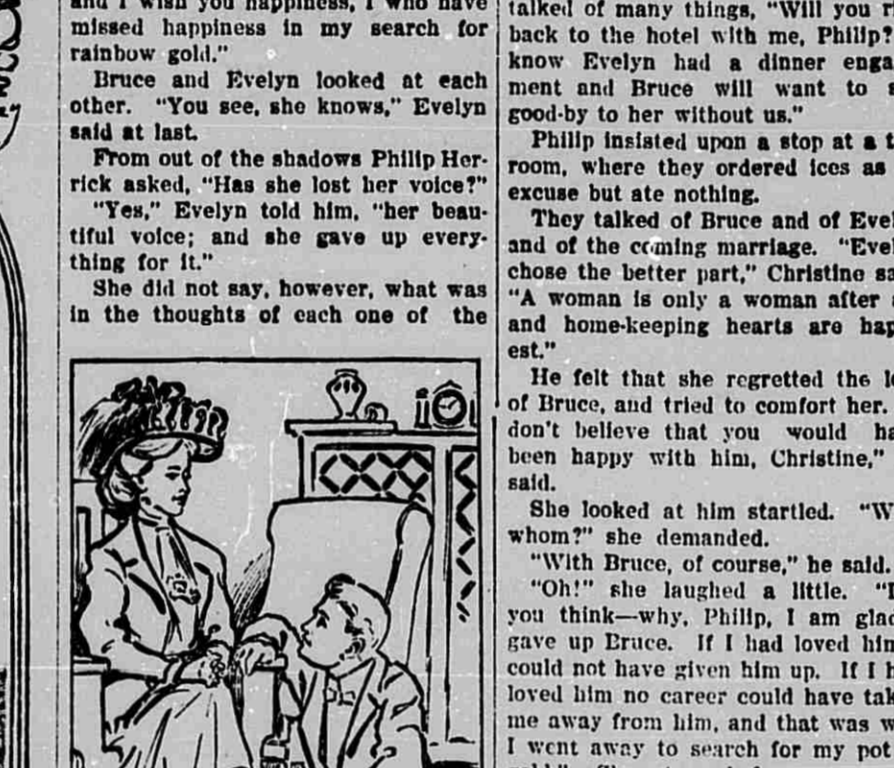 and I wish you happiness, I who have
missed happiness in my search for
rainbow gold."
Bruce and Evelyn looked at each
other. "You see, she knows," Evelyn
said at last.
From out of the shadows Philip Her-
rick asked, "Has she lost her voice?"
"Yes," Evelyn told him, "her beau-
tiful voice; and she gave up every-
thing for it."
She did not say, however, what was
in the thoughts of each one of the
talked of many things, "Will you
back to the hotel with me, Philip?
know Evelyn had a dinner enga
ment and Bruce will want to
good-by to her without us."
Philip insisted upon a stop at a
room, where they ordered ices as
excuse but ate nothing.
They talked of Bruce and of Eve
and of the coming marriage. "Eve
chose the better part," Christine sa
"A woman is only a woman after
and home-keeping hearts are hap
est."
He felt that she regretted the
of Bruce, and tried to comfort her.
don't believe that you would ha
been happy with him, Christine,"
said.
She looked at him startled. "W
whom?" she demanded.
"With Bruce, of course," he said.
"Oh!" she laughed a little.
you think—why, Philip, I am glad
gave up Bruce. If I had loved him
could not have given him up. If I
loved him no career could have tak
me away from him, and that was
I went away to search for my pot